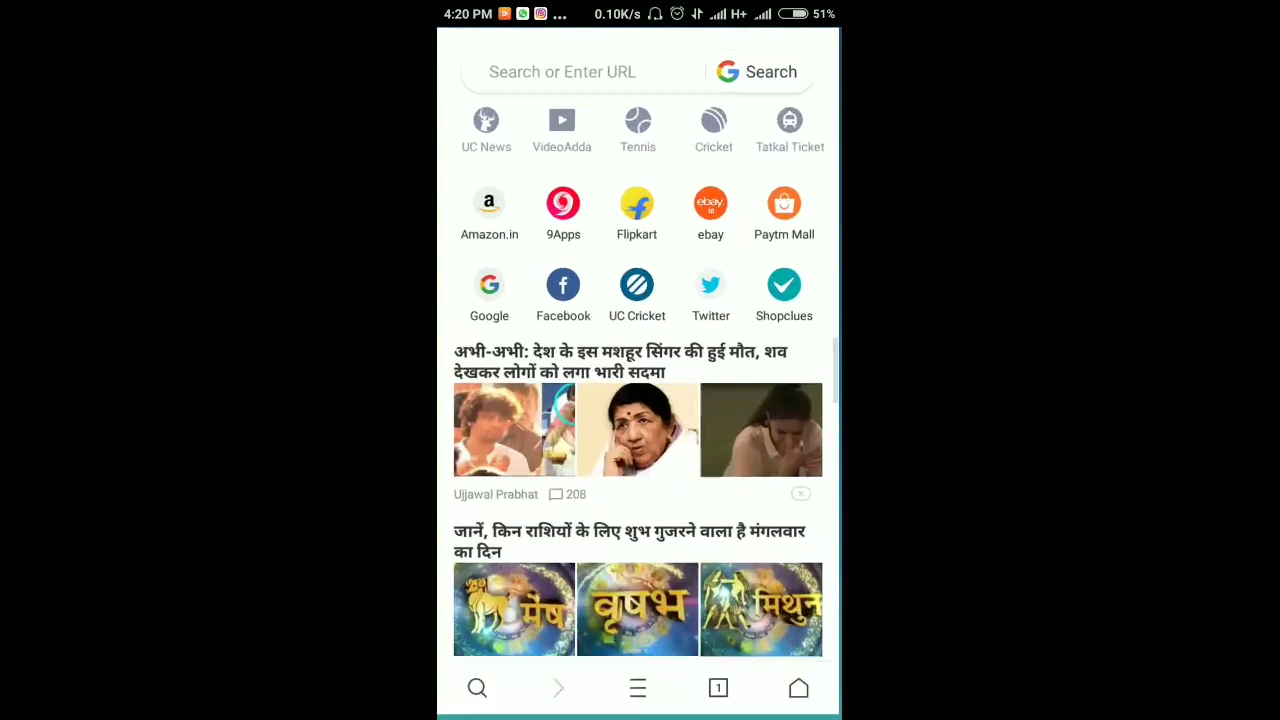 4:20 PM ... 0.10K/s H+ 51%
Search or Enter URL Search
UC News VideoAdda Tennis Cricket Tatkal Ticket
a ebay.in
Amazon.in 9Apps Flipkart ebay Paytm Mall
Google Facebook UC Cricket Twitter Shopclues
अभी-अभी: देश के इस मशहूर सिंगर की हुई मौत, शव
देखकर लोगों को लगा भारी सदमा
Ujjawal Prabhat 208
जानें, किन राशियों के लिए शुभ गुजरने वाला है मंगलवार
का दिन
मेष वृषभ मिथुन
1